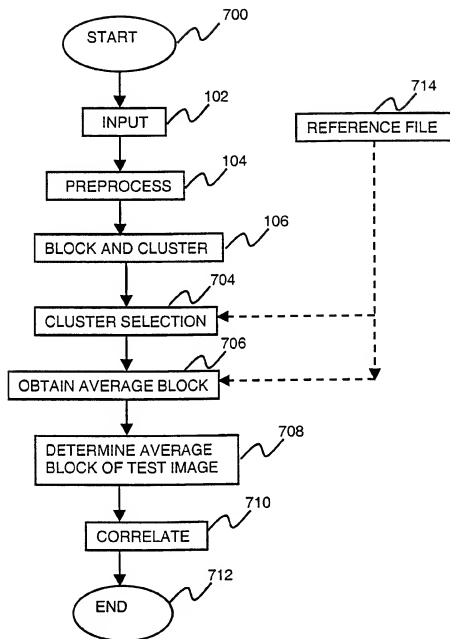 700
START
102
INPUT
714
REFERENCE FILE
104
PREPROCESS
106
BLOCK AND CLUSTER
704
CLUSTER SELECTION
706
OBTAIN AVERAGE BLOCK
708
DETERMINE AVERAGE
BLOCK OF TEST IMAGE
710
CORRELATE
END
712